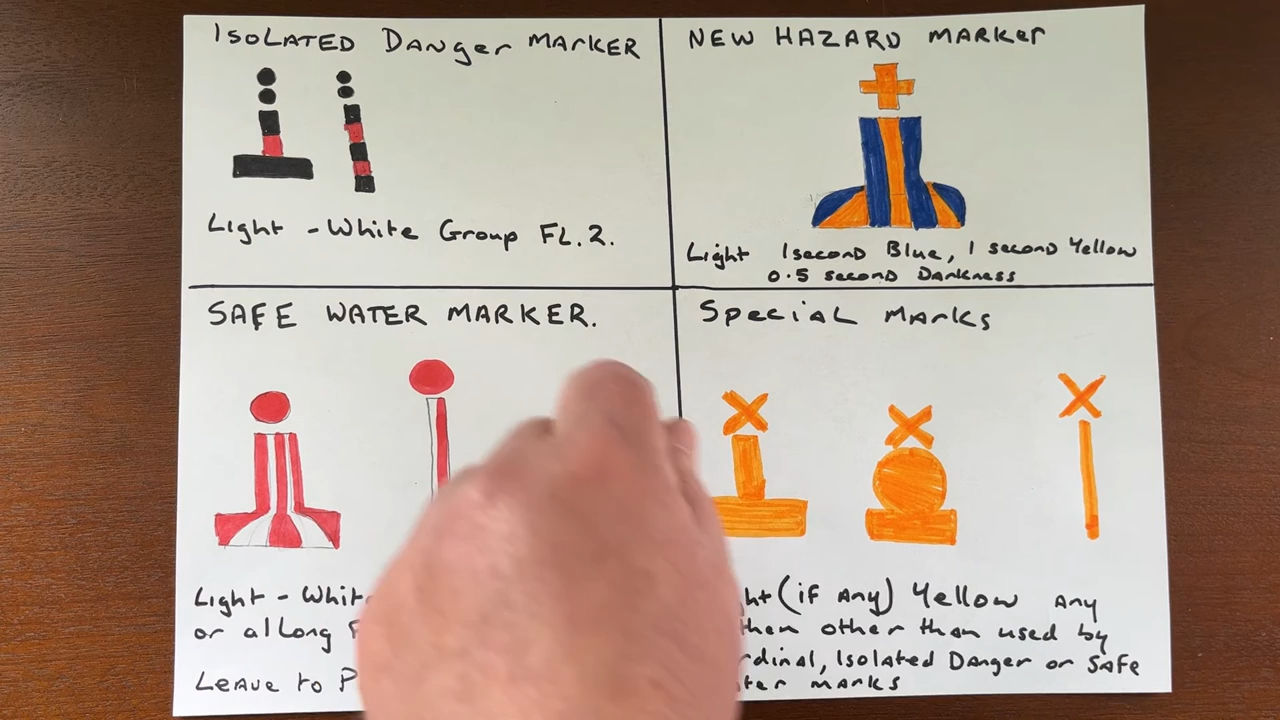 ISOLATED Danger MARKER
Light - White Group FL.2.
NEW HAZARD MARKER
Light 1second Blue, 1 second Yellow
0.5 second Darkness
SAFE WATER MARKER.
Light -
or a Long
Leave to
Special Marks
(if any) Yellow any
other than used by
Isolated Danger or Safe
marks